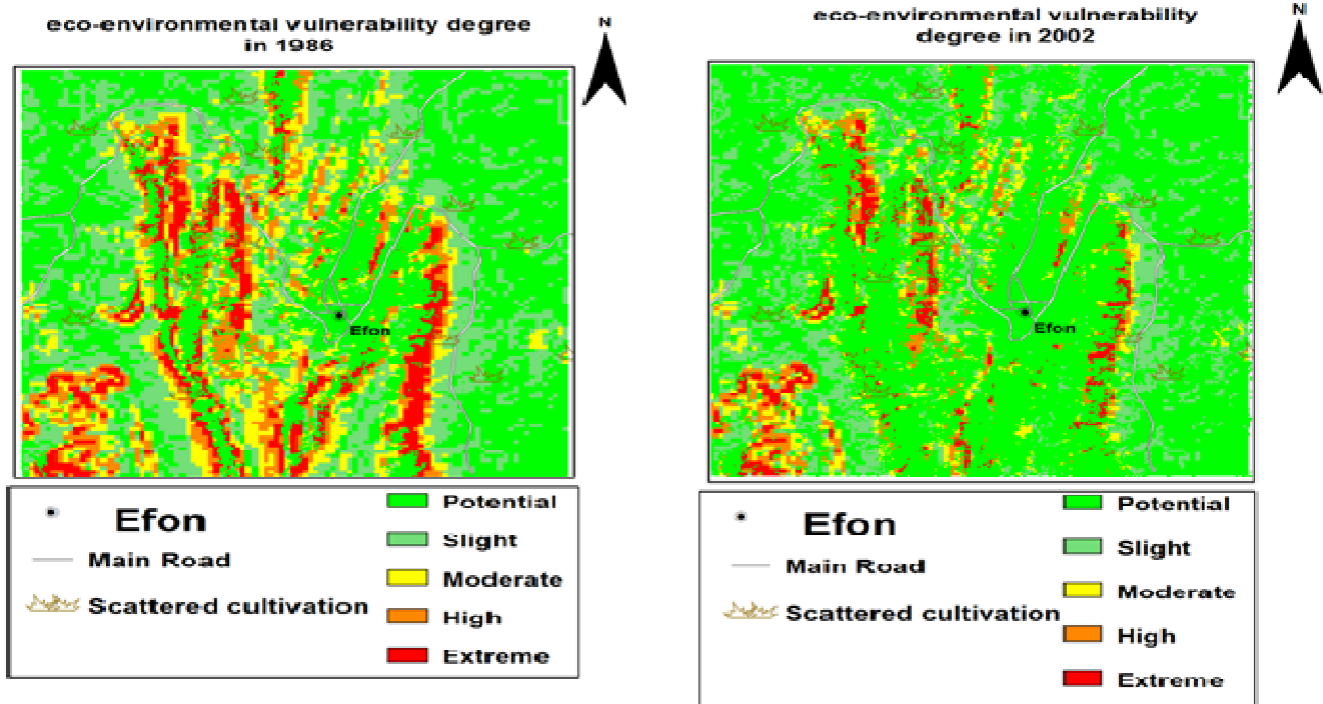 eco-environmental vulnerability degree
in 1986
N
Efon
Efon
Main Road
Scattered cultivation
Potential
Slight
Moderate
High
Extreme
eco-environmental vulnerability
degree in 2002
N
Efon
Efon
Main Road
Scattered cultivation
Potential
Slight
Moderate
High
Extreme